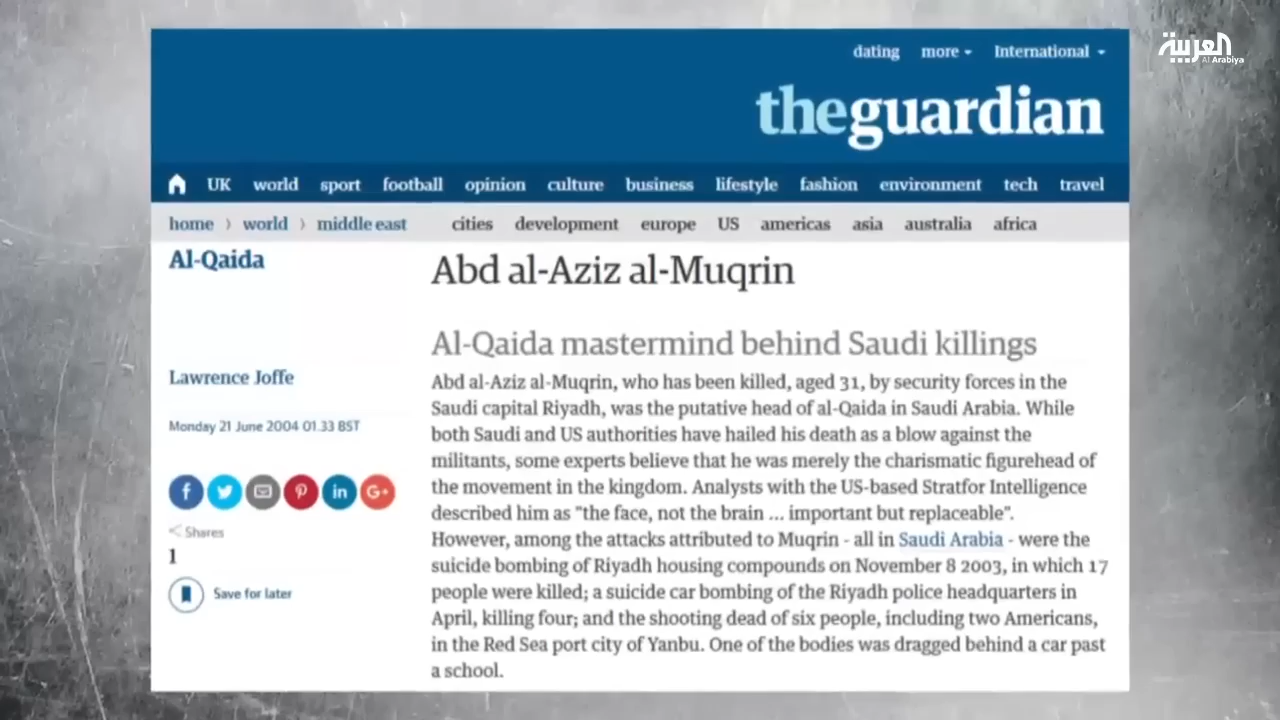 dating more International
العربية
Al Arabiya
theguardian
UK world sport football opinion culture business lifestyle fashion environment tech travel
home 〉 world 〉 middle east cities development europe US americas asia australia africa
Al-Qaida
Lawrence Joffe
Monday 21 June 2004 01.33 BST
f in G+
Shares
1
Save for later
Abd al-Aziz al-Muqrin
Al-Qaida mastermind behind Saudi killings
Abd al-Aziz al-Muqrin, who has been killed, aged 31, by security forces in the
Saudi capital Riyadh, was the putative head of al-Qaida in Saudi Arabia. While
both Saudi and US authorities have hailed his death as a blow against the
militants, some experts believe that he was merely the charismatic figurehead of
the movement in the kingdom. Analysts with the US-based Stratfor Intelligence
described him as "the face, not the brain ... important but replaceable".
However, among the attacks attributed to Muqrin - all in Saudi Arabia - were the
suicide bombing of Riyadh housing compounds on November 8 2003, in which 17
people were killed; a suicide car bombing of the Riyadh police headquarters in
April, killing four; and the shooting dead of six people, including two Americans,
in the Red Sea port city of Yanbu. One of the bodies was dragged behind a car past
a school.